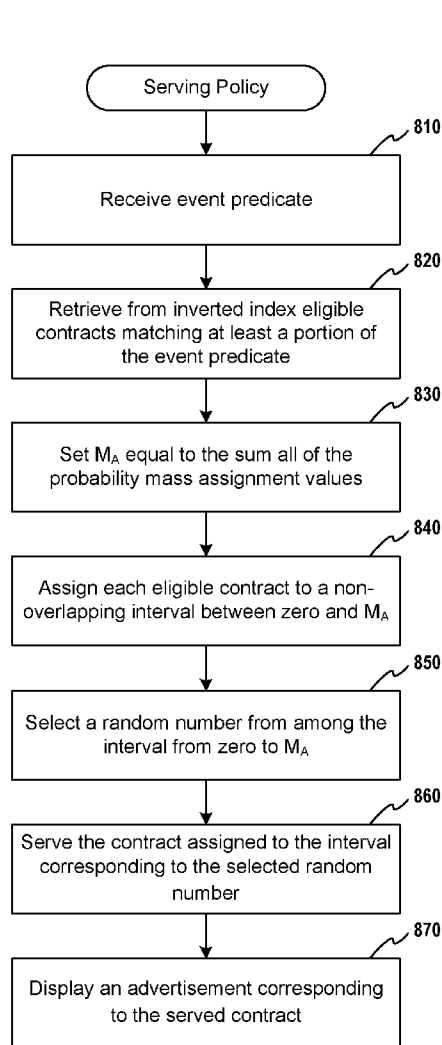 Serving Policy
810
Receive event predicate
820
Retrieve from inverted index eligible
contracts matching at least a portion of
the event predicate
830
Set MA equal to the sum all of the
probability mass assignment values
840
Assign each eligible contract to a non-
overlapping interval between zero and MA
850
Select a random number from among the
interval from zero to MA
860
Serve the contract assigned to the interval
corresponding to the selected random
number
870
Display an advertisement corresponding
to the served contract